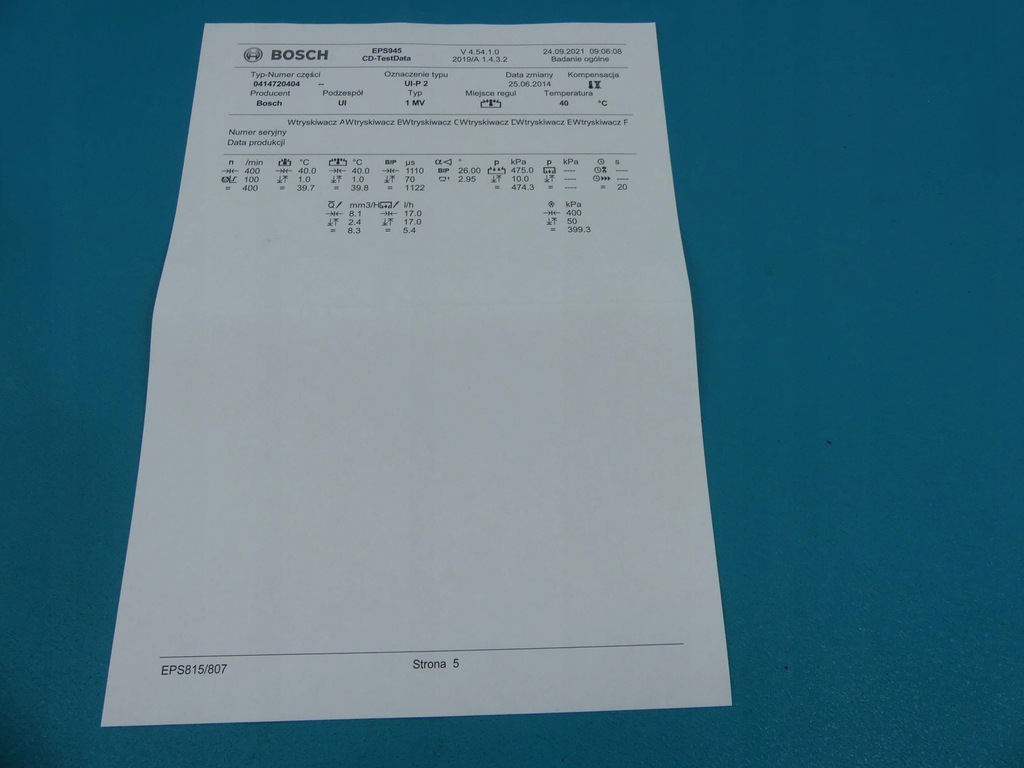 BOSCH EPS945 V 4.54.1.0 24.09.2021 09:06:08
CD-TestData 2019/A 1.4.3.2 Badanie ogólne
Typ-Numer części Oznaczenie typu Data zmiany Kompensacja
0414720404 -- UI-P 2 25.06.2014
Producent Podzespół Typ Miejsce regul Temperatura
Bosch UI 1 MV 40 °C
Wtryskiwacz AWtryskiwacz BWtryskiwacz CWtryskiwacz DWtryskiwacz EWtryskiwacz F
Numer seryjny
Data produkcji
n /min °C °C BIP µs α ° p kPa p kPa s
400 40.0 40.0 1110 BIP 26.00 475.0 ---- ----
100 1.0 1.0 70 2.95 10.0 ---- ----
= 400 = 39.7 = 39.8 = 1122 = 474.3 = ---- = 20
Q/ mm3/H / l/h kPa
8.1 17.0 400
2.4 17.0 50
= 8.3 = 5.4 = 399.3
EPS815/807 Strona 5